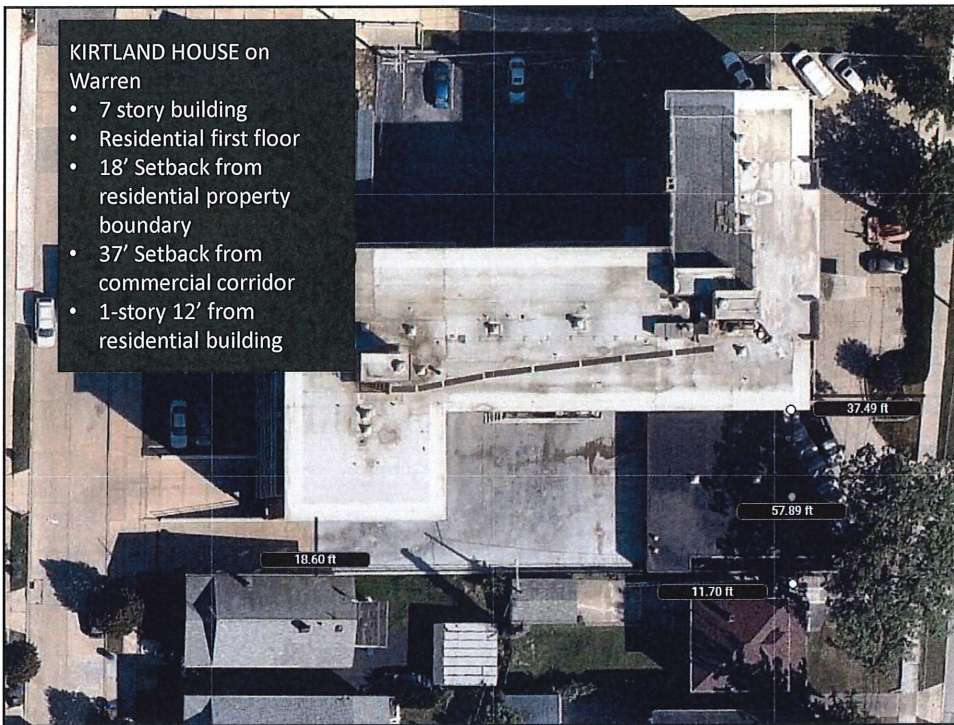 KIRTLAND HOUSE on
Warren
• 7 story building
• Residential first floor
• 18’ Setback from
residential property
boundary
• 37’ Setback from
commercial corridor
• 1-story 12’ from
residential building
37.49 ft
57.89 ft
18.60 ft
11.70 ft